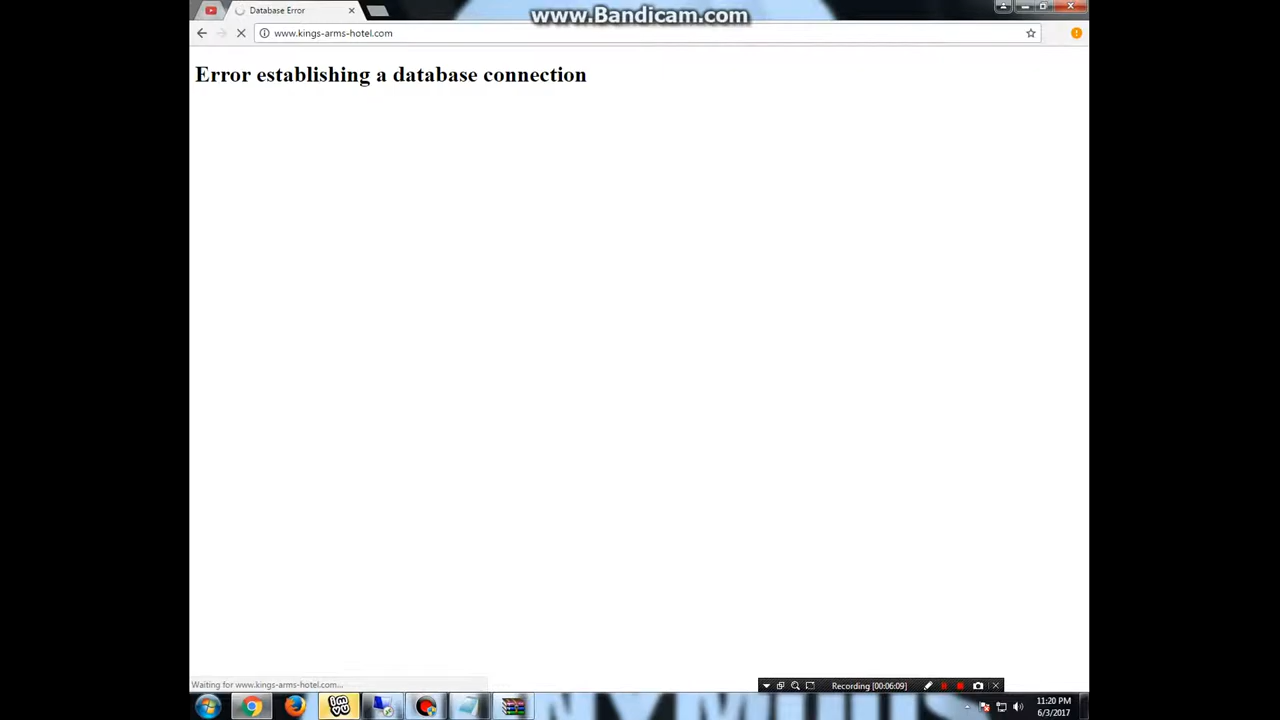 www.Bandicam.com
Database Error
www.kings-arms-hotel.com
Error establishing a database connection
Waiting for www.kings-arms-hotel.com...
Recording [00:06:09]
11:20 PM
6/3/2017